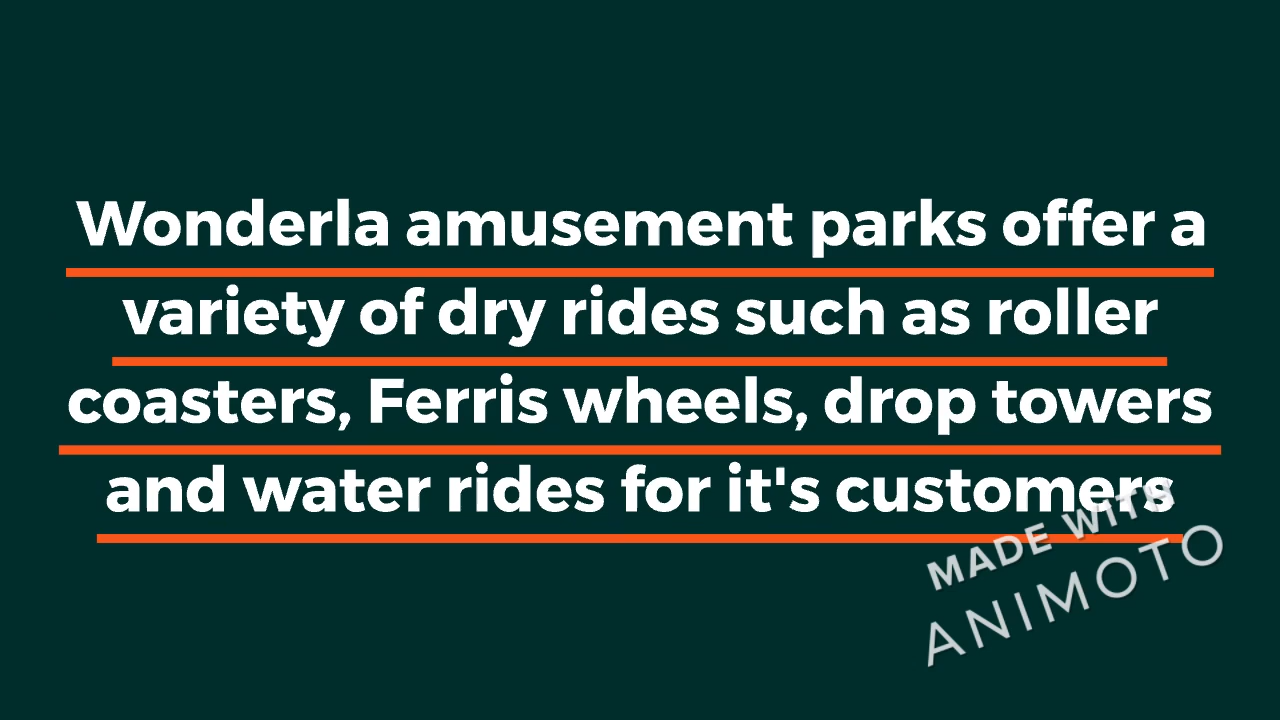 Wonderla amusement parks offer a
variety of dry rides such as roller
coasters, Ferris wheels, drop towers
and water rides for it's customers
MADE WITH
ANIMOTO